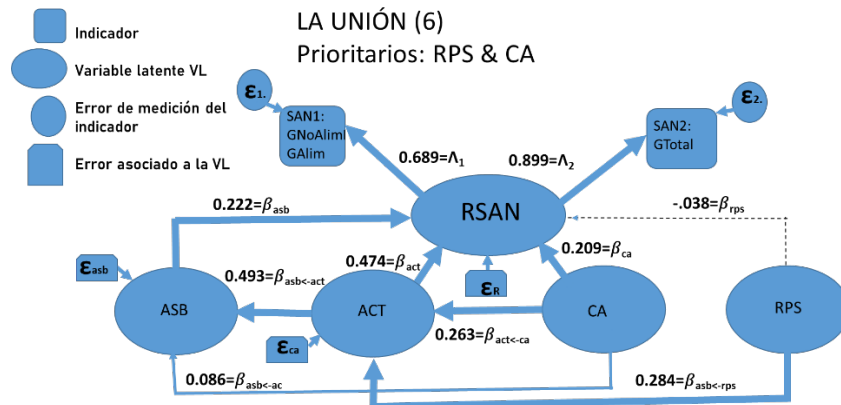 LA UNIÓN (6)
Prioritarios: RPS & CA
Indicador
Variable latente VL
Error de medición del
indicador
Error asociado a la VL
ε1.
SAN1:
GNoAliml
GAlim
ε2.
SAN2:
GTotal
0.689=Λ1
0.899=Λ2
RSAN
0.222=βasb
-.038=βrps
0.474=βact
0.209=βca
εasb
0.493=βasb<-act
εR
ASB
ACT
CA
RPS
εca
0.263=βact<-ca
0.086=βasb<-ac
0.284=βasb<-rps